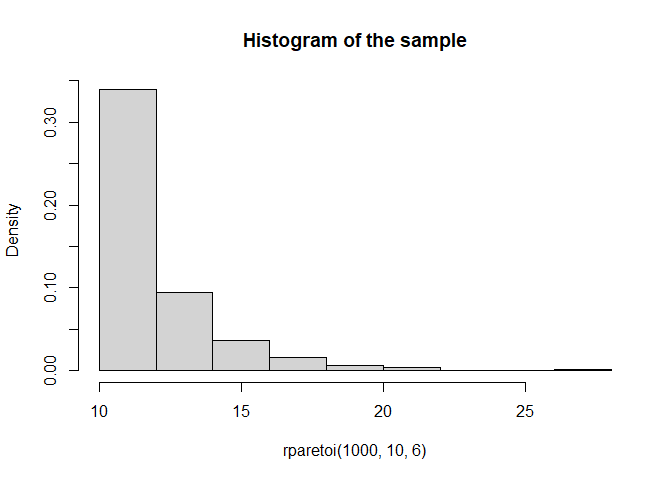 Histogram of the sample
Density
0.30
0.20
0.10
0.00
10 15 20 25
rparetoi(1000, 10, 6)